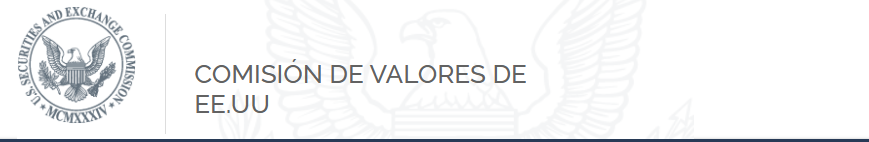 U.S. SECURITIES AND EXCHANGE COMMISSION
MCMXXXIV
COMISIÓN DE VALORES DE
EE.UU